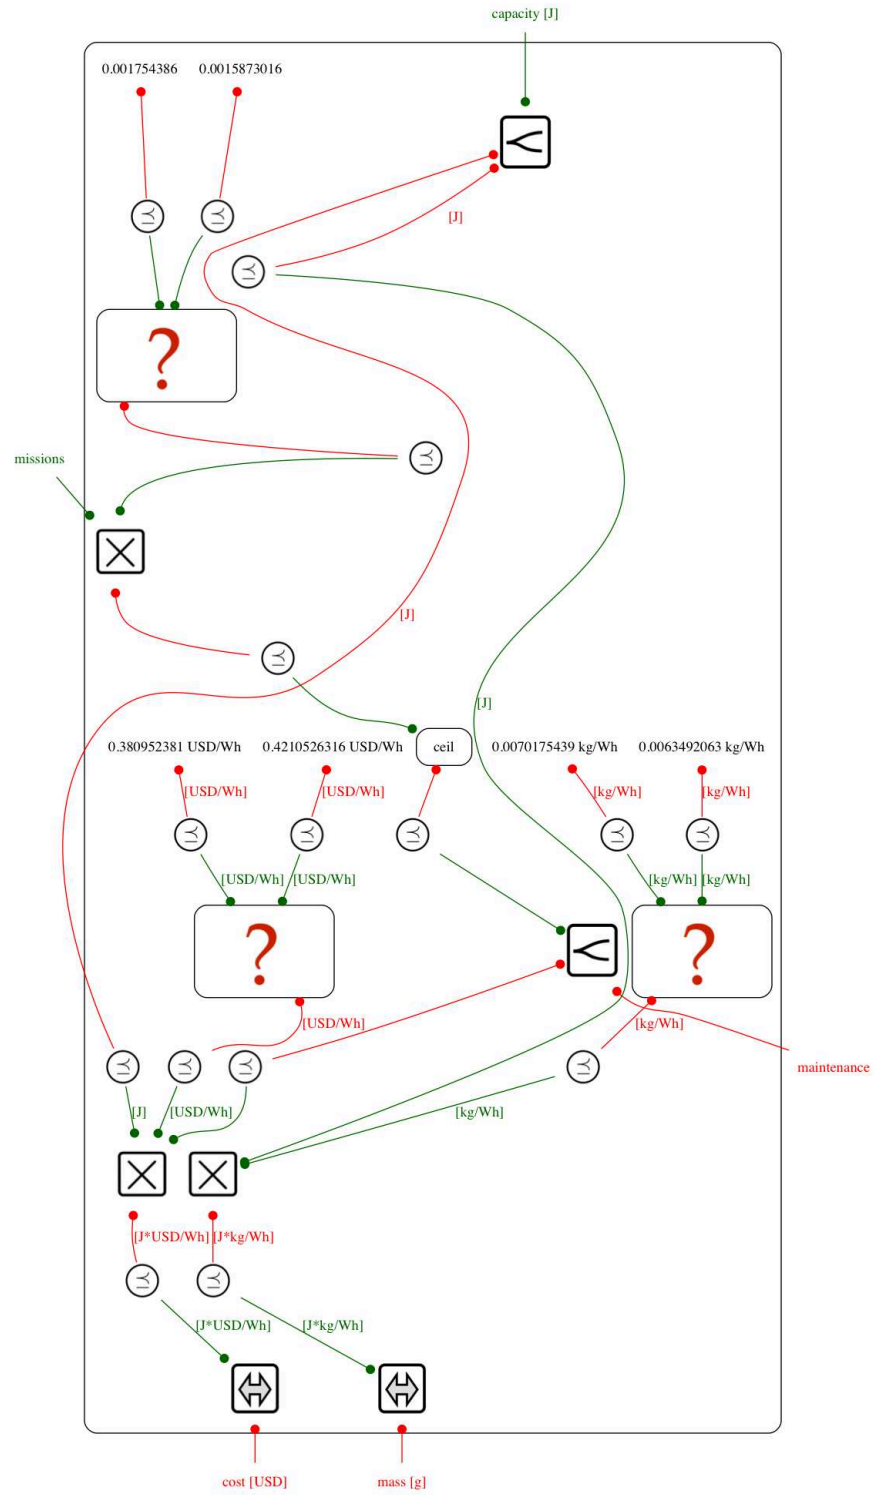 capacity [J]
0.001754386 0.0015873016
[J]
?
missions
[J]
[J]
0.380952381 USD/Wh 0.4210526316 USD/Wh ceil 0.0070175439 kg/Wh 0.0063492063 kg/Wh
[USD/Wh] [USD/Wh] [kg/Wh] [kg/Wh]
[USD/Wh] [USD/Wh] [kg/Wh] [kg/Wh]
? ?
[USD/Wh] [kg/Wh]
maintenance
[J] [USD/Wh] [kg/Wh]
[J*USD/Wh] [J*kg/Wh]
[J*USD/Wh] [J*kg/Wh]
cost [USD] mass [g]